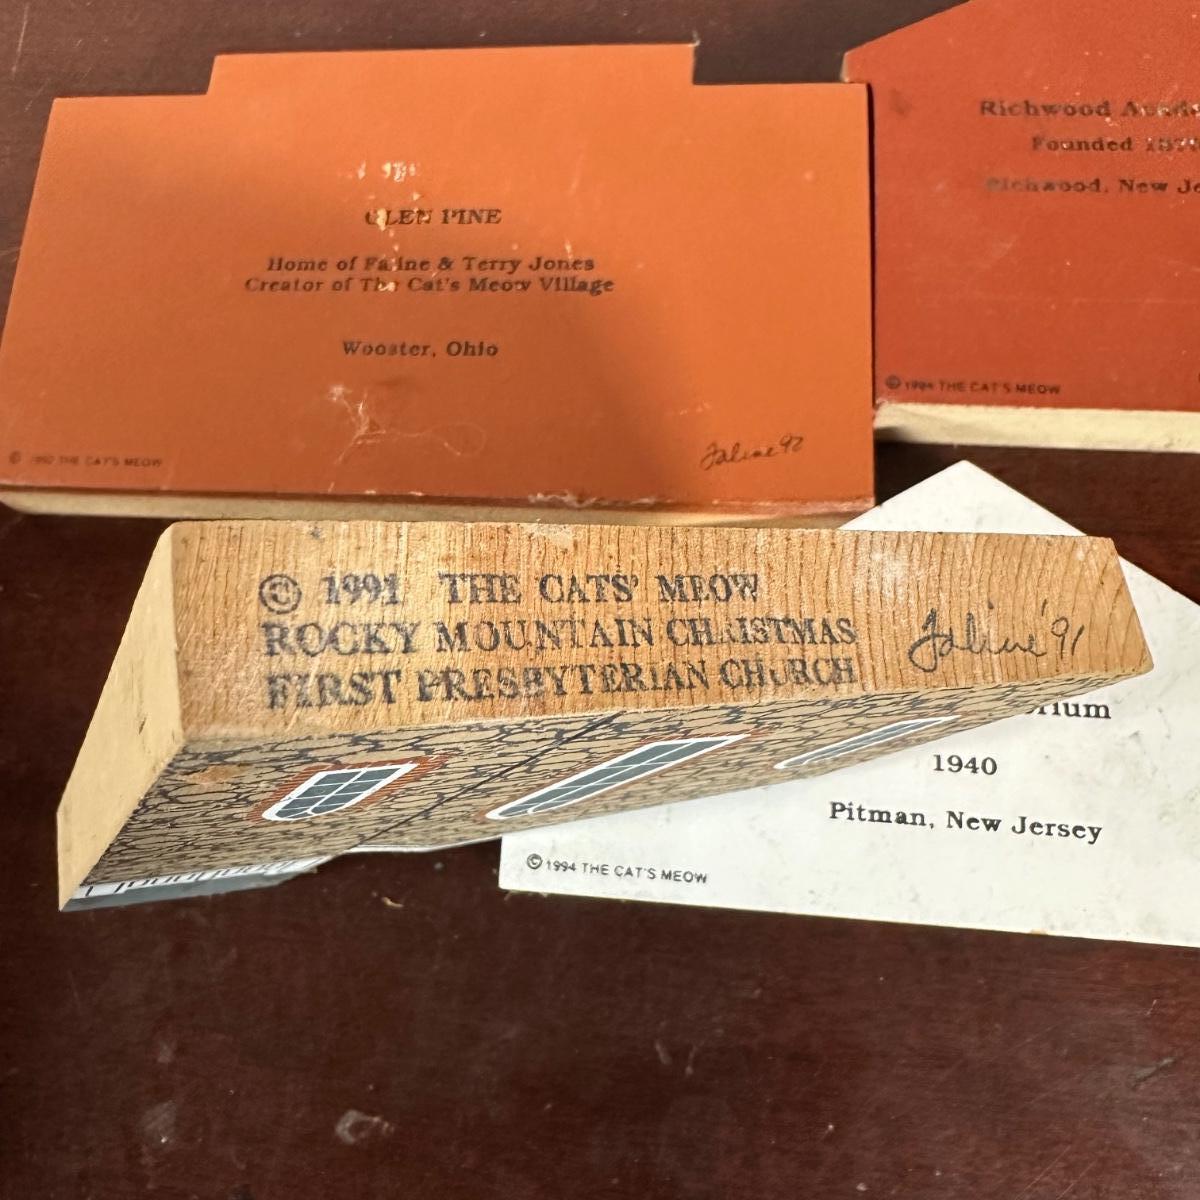 GLEN PINE
Home of Faline & Terry Jones
Creator of The Cat's Meow Village
Wooster, Ohio
© 1992 THE CAT'S MEOW
Faline 92
Richwood
Founded 1870
Richwood, New
© 1994 THE CAT'S MEOW
© 1991 THE CATS' MEOW
ROCKY MOUNTAIN CHRISTMAS
FIRST PRESBYTERIAN CHURCH
Faline '91
1940
Pitman, New Jersey
© 1994 THE CAT'S MEOW